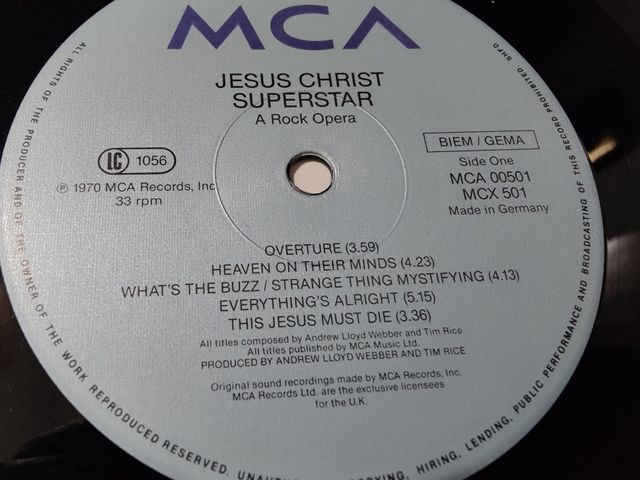 MCA
JESUS CHRIST
SUPERSTAR
A Rock Opera
LC 1056
℗ 1970 MCA Records, Inc.
33 rpm
BIEM / GEMA
Side One
MCA 00501
MCX 501
Made in Germany
OVERTURE (3.59)
HEAVEN ON THEIR MINDS (4.23)
WHAT'S THE BUZZ / STRANGE THING MYSTIFYING (4.13)
EVERYTHING'S ALRIGHT (5.15)
THIS JESUS MUST DIE (3.36)
All titles composed by Andrew Lloyd Webber and Tim Rice
All titles published by MCA Music Ltd.
PRODUCED BY ANDREW LLOYD WEBBER AND TIM RICE
Original sound recordings made by MCA Records, Inc.
MCA Records Ltd. are the exclusive licensees
for the U.K.
ALL RIGHTS OF THE PRODUCER AND OF THE OWNER OF THE WORK REPRODUCED RESERVED. HIRING, LENDING, PUBLIC PERFORMANCE AND BROADCASTING OF THIS RECORD PROHIBITED